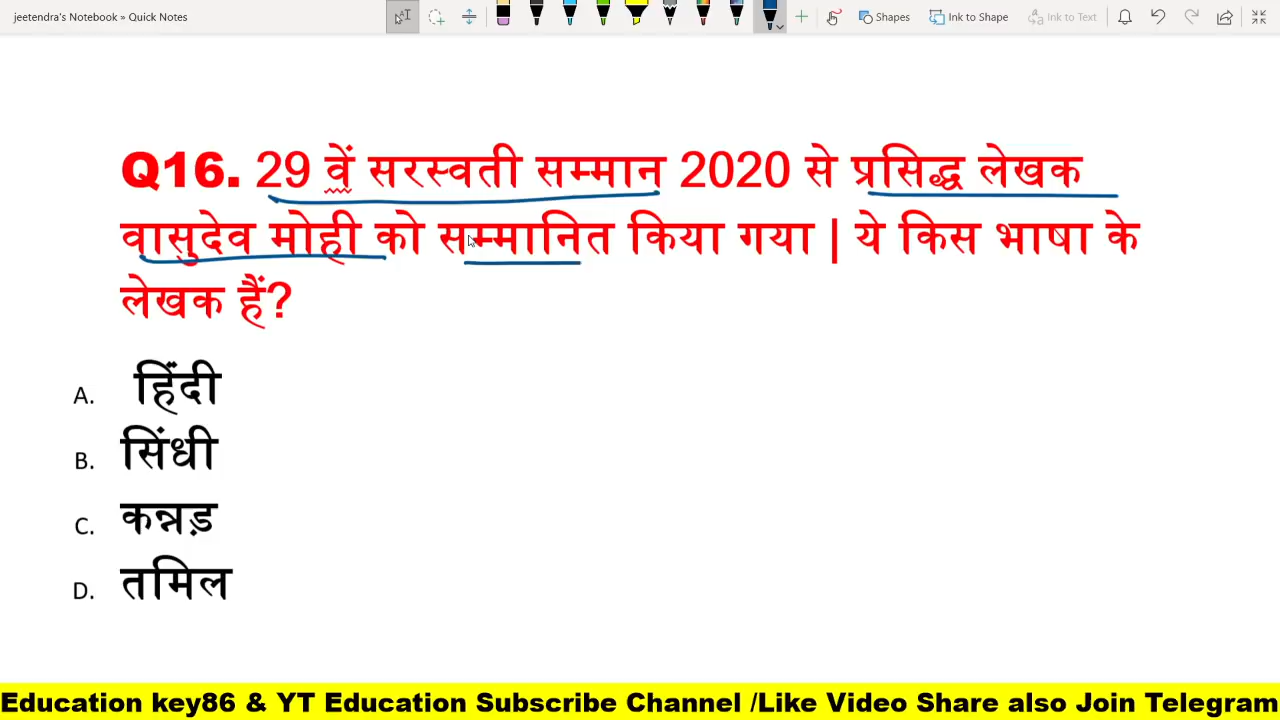 jeetendra's Notebook » Quick Notes
Shapes
Ink to Shape
Ink to Text
Q16. 29 वें सरस्वती सम्मान 2020 से प्रसिद्ध लेखक
वासुदेव मोही को सम्मानित किया गया | ये किस भाषा के
लेखक हैं?
A. हिंदी
B. सिंधी
C. कन्नड़
D. तमिल
Education key86 & YT Education Subscribe Channel /Like Video Share also Join Telegram